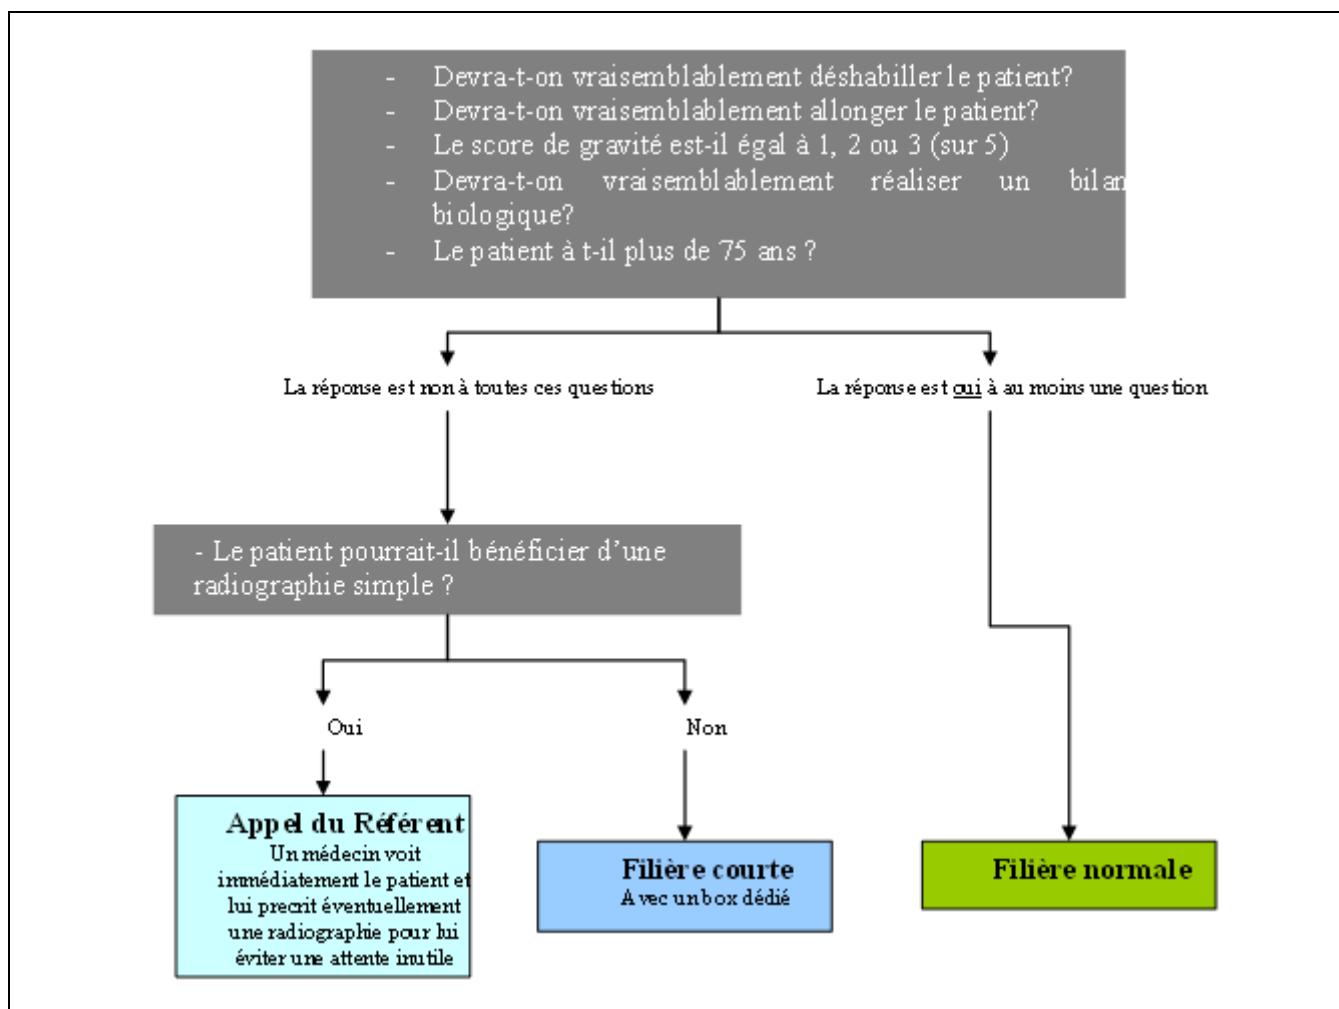 - Devra-t-on vraisemblablement déshabiller le patient?
- Devra-t-on vraisemblablement allonger le patient?
- Le score de gravité est-il égal à 1, 2 ou 3 (sur 5)
- Devra-t-on vraisemblablement réaliser un bilan
biologique?
- Le patient à t-il plus de 75 ans ?
La réponse est non à toutes ces questions
La réponse est oui à au moins une question
- Le patient pourrait-il bénéficier d'une
radiographie simple ?
Oui
Non
Appel du Référent
Un médecin voit
immédiatement le patient et
lui precrit éventuellement
une radiographie pour lui
éviter une attente inutile
Filière courte
Avec un box dédié
Filière normale